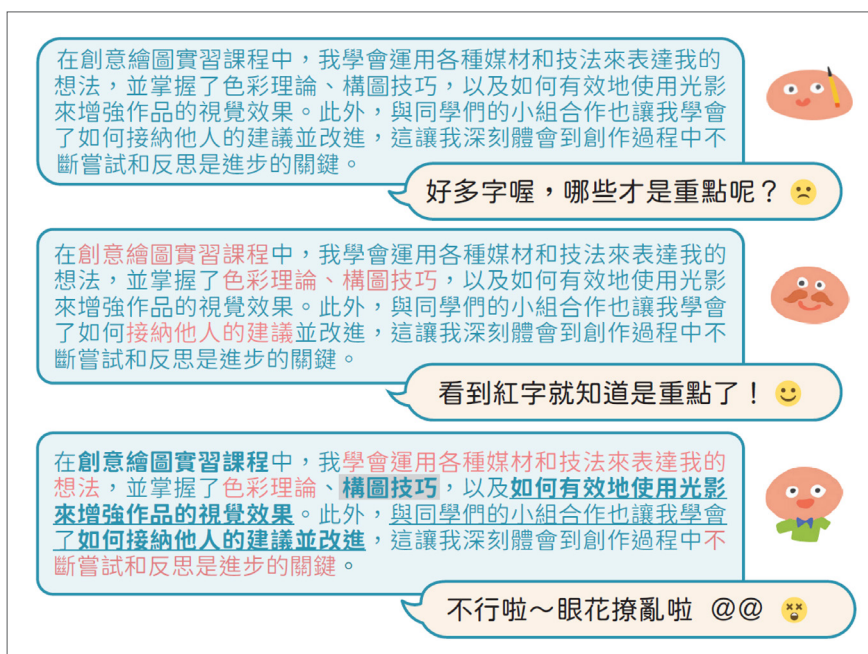 在創意繪圖實習課程中，我學會運用各種媒材和技法來表達我的
想法，並掌握了色彩理論、構圖技巧，以及如何有效地使用光影
來增強作品的視覺效果。此外，與同學們的小組合作也讓我學會
了如何接納他人的建議並改進，這讓我深刻體會到創作過程中不
斷嘗試和反思是進步的關鍵。
好多字喔，哪些才是重點呢？
在創意繪圖實習課程中，我學會運用各種媒材和技法來表達我的
想法，並掌握了色彩理論、構圖技巧，以及如何有效地使用光影
來增強作品的視覺效果。此外，與同學們的小組合作也讓我學會
了如何接納他人的建議並改進，這讓我深刻體會到創作過程中不
斷嘗試和反思是進步的關鍵。
看到紅字就知道是重點了！
在創意繪圖實習課程中，我學會運用各種媒材和技法來表達我的
想法，並掌握了色彩理論、構圖技巧，以及如何有效地使用光影
來增強作品的視覺效果。此外，與同學們的小組合作也讓我學會
了如何接納他人的建議並改進，這讓我深刻體會到創作過程中不
斷嘗試和反思是進步的關鍵。
不行啦～眼花撩亂啦 @@